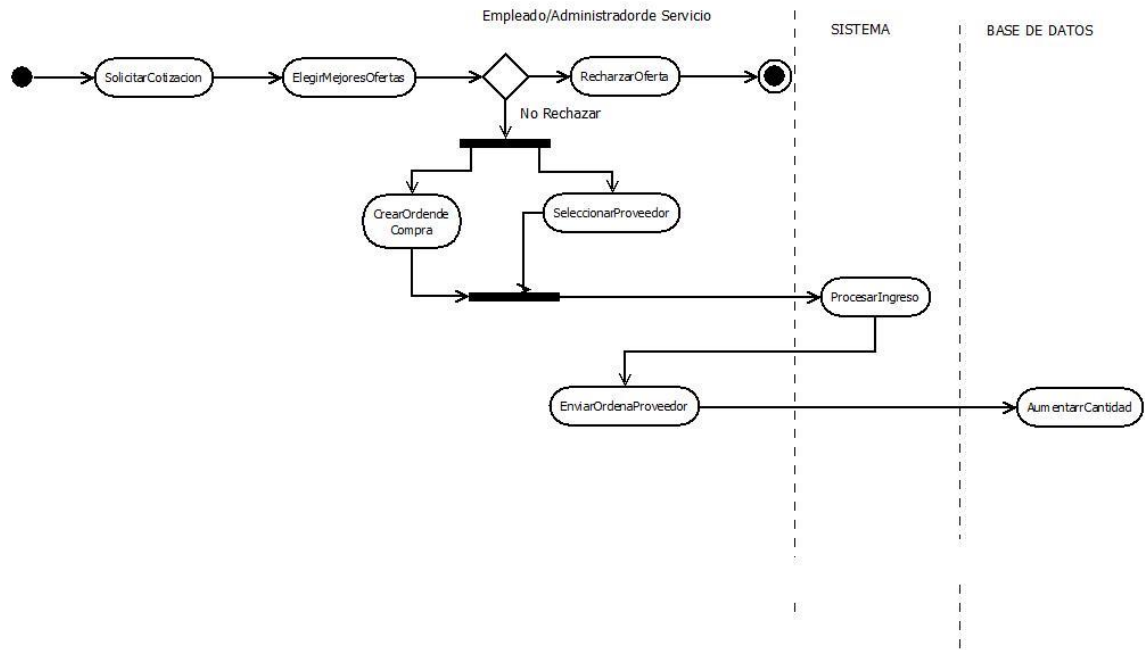 Empleado/Administradorde Servicio
SISTEMA
BASE DE DATOS
SolicitarCotizacion
ElegirMejoresOfertas
RecharzarOferta
No Rechazar
CrearOrdende
Compra
SeleccionarProveedor
ProcesarIngreso
EnviarOrdenaProveedor
AumentarrCantidad